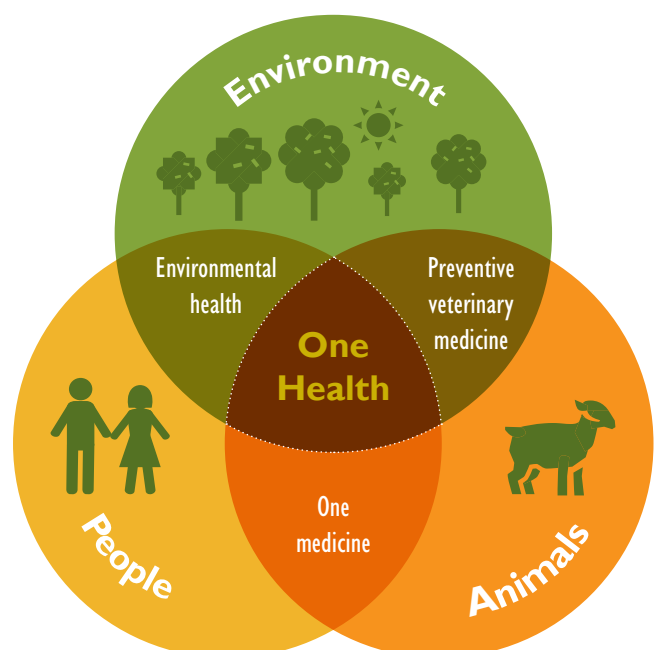 Environment
Environmental
health
Preventive
veterinary
medicine
One
Health
One
medicine
People
Animals